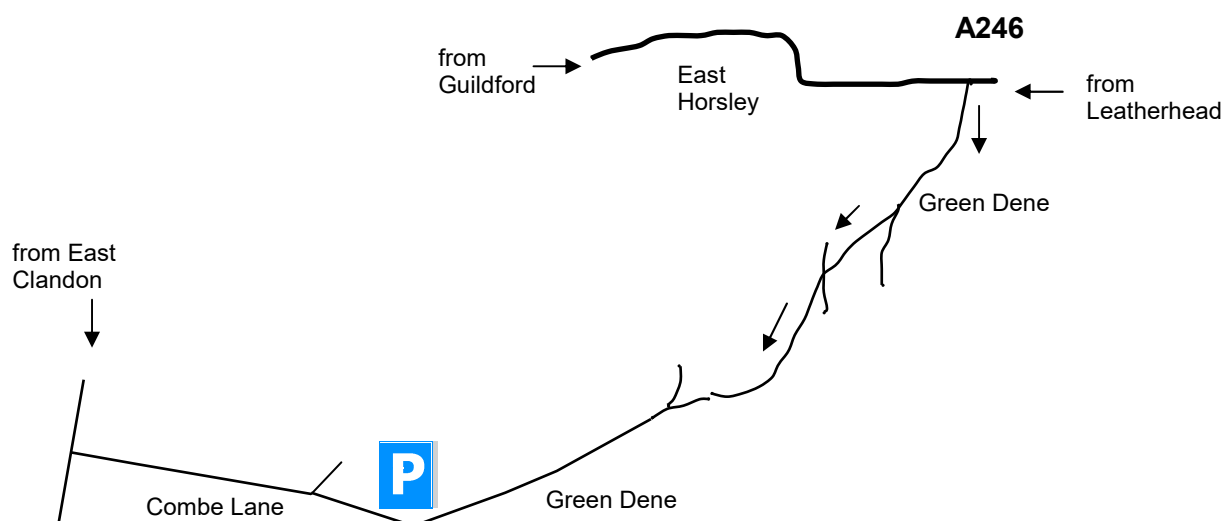 A246
from
Guildford
East
Horsley
from
Leatherhead
Green Dene
from East
Clandon
P
Combe Lane
Green Dene